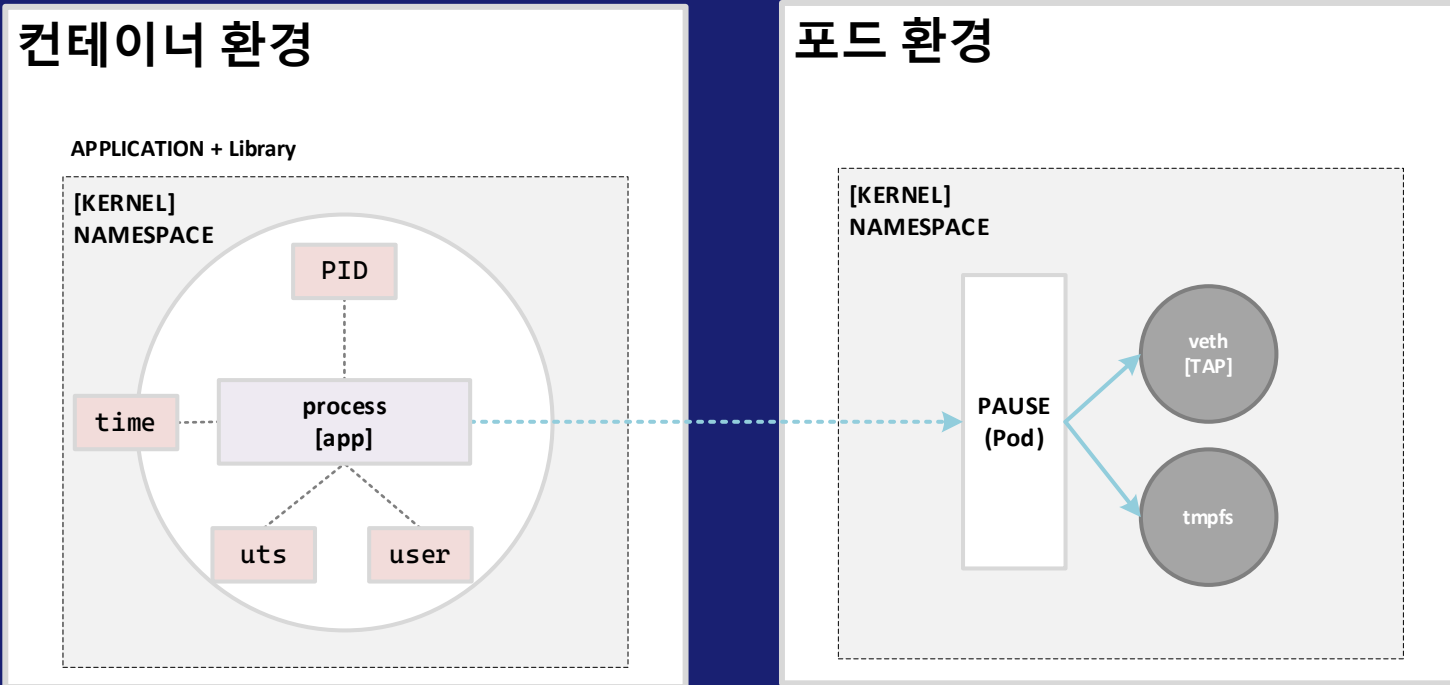 컨테이너 환경
APPLICATION + Library
[KERNEL]
NAMESPACE
PID
time
process
[app]
uts
user
포드 환경
[KERNEL]
NAMESPACE
PAUSE
(Pod)
veth
[TAP]
tmpfs